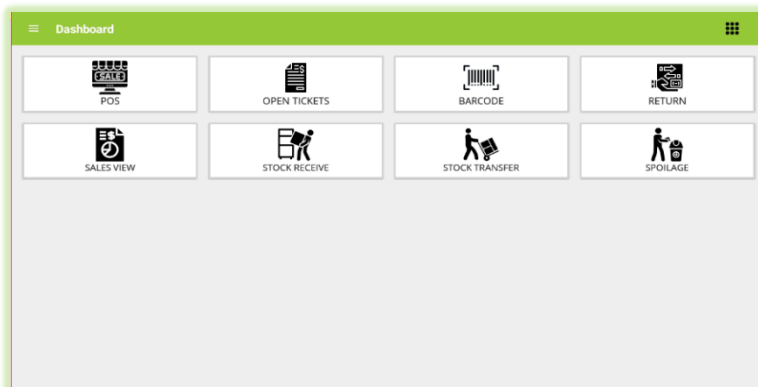 Dashboard
SALE
POS
OPEN TICKETS
BARCODE
RETURN
SALES VIEW
STOCK RECEIVE
STOCK TRANSFER
SPOILAGE